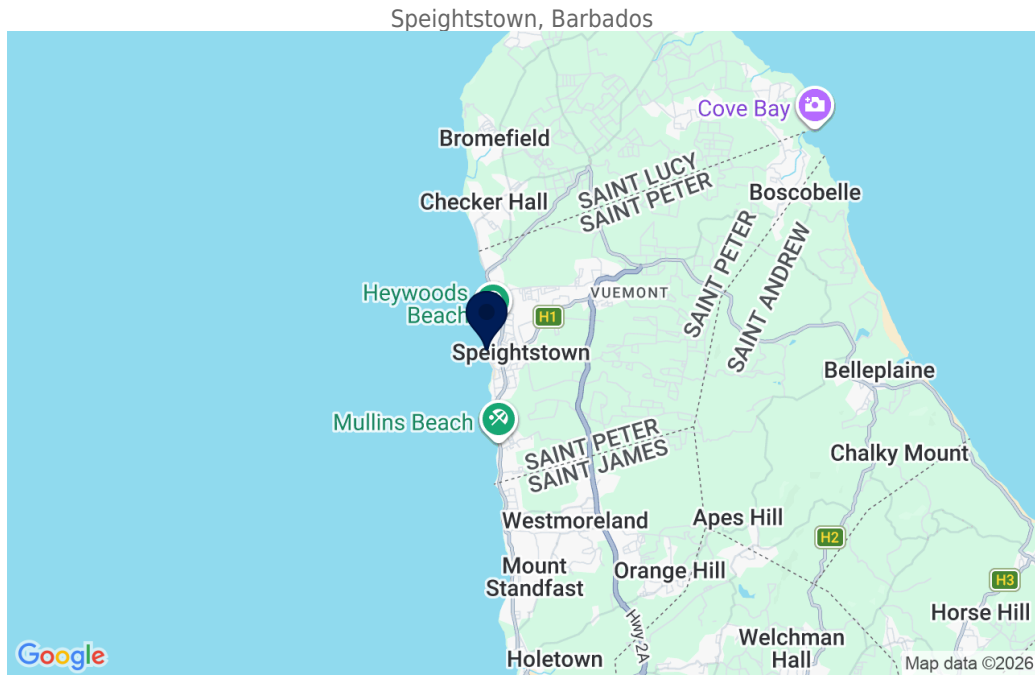 Speightstown, Barbados
Cove Bay
Bromefield
SAINT LUCY
SAINT PETER
Boscobelle
Checker Hall
SAINT PETER
SAINT ANDREW
Heywoods
Beach
VUEMONT
H1
Speightstown
Belleplaine
Mullins Beach
SAINT PETER
SAINT JAMES
Chalky Mount
Westmoreland
Apes Hill
H2
Mount
Standfast
Orange Hill
H3
Hwy-2A
Horse Hill
Welchman
Hall
Holetown
Google
Map data ©2026